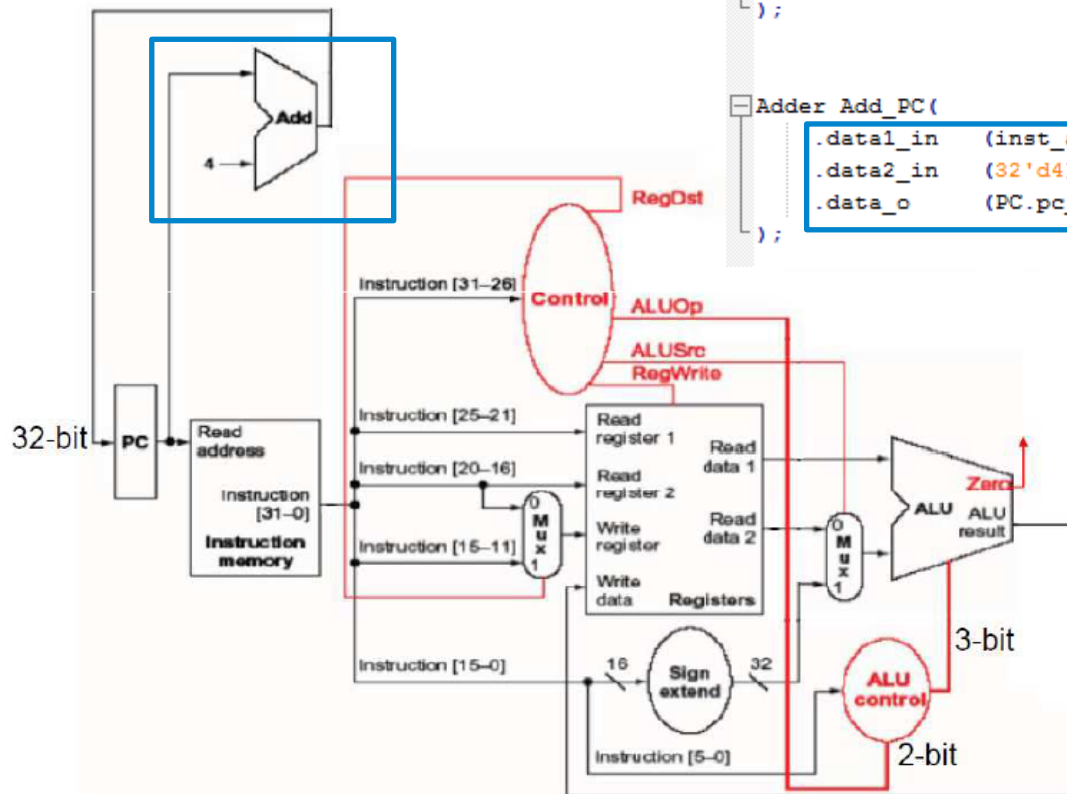 );
Adder Add_PC(
.data1_in (inst_
.data2_in (32'd4
.data_o (PC.pc_
);
Add
4
RegDst
Instruction [31–26]
Control
ALUOp
ALUSrc
RegWrite
32-bit
PC
Read
address
Instruction
[31–0]
Instruction
memory
Instruction [25–21]
Instruction [20–16]
Instruction [15–11]
0
M
u
x
1
Read
register 1
Read
register 2
Write
register
Write
data
Read
data 1
Read
data 2
Registers
0
M
u
x
1
Zero
ALU
ALU
result
3-bit
Instruction [15–0]
16
Sign
extend
32
ALU
control
Instruction [5–0]
2-bit